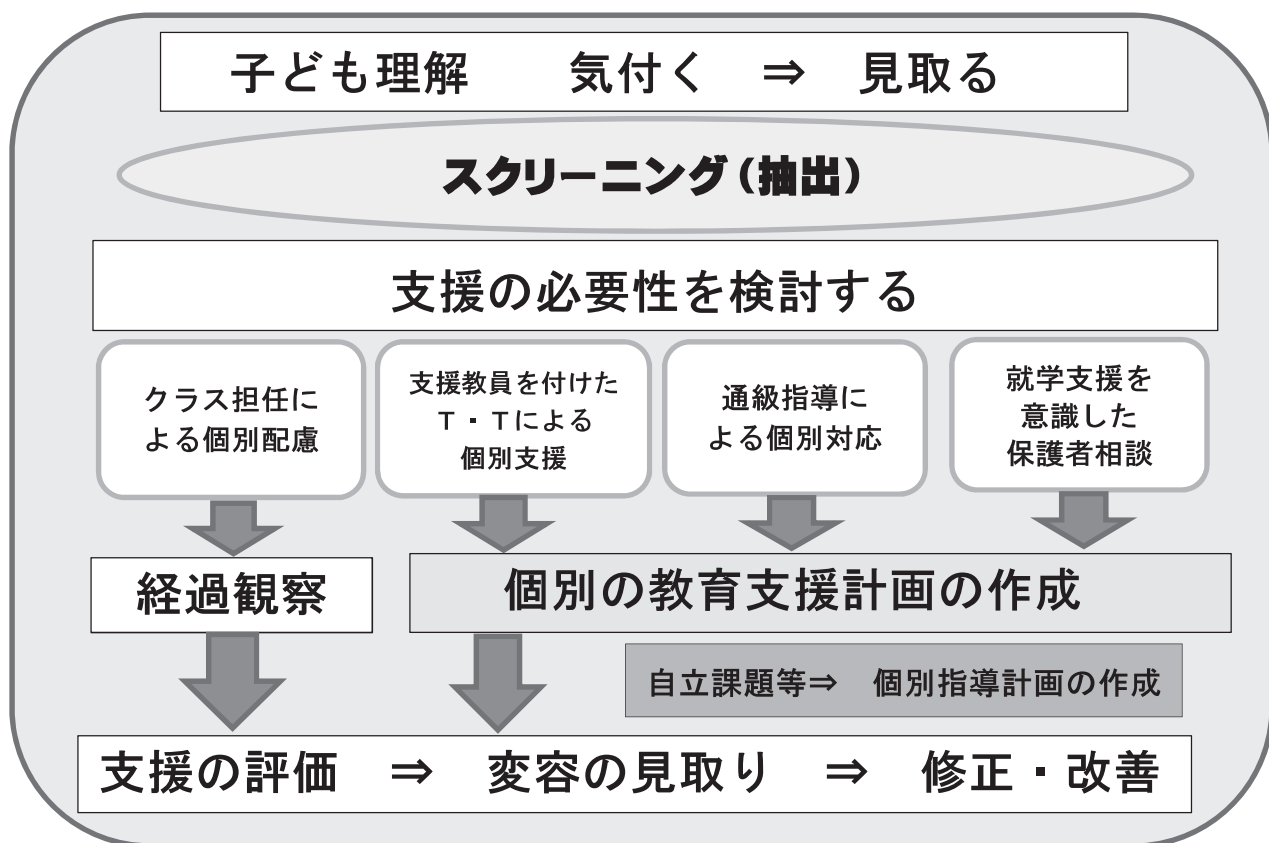 子ども理解　気付く　⇒　見取る
スクリーニング（抽出）
支援の必要性を検討する
クラス担任に
よる個別配慮
支援教員を付けた
T・Tによる
個別支援
通級指導に
よる個別対応
就学支援を
意識した
保護者相談
経過観察
個別の教育支援計画の作成
自立課題等⇒　個別指導計画の作成
支援の評価　⇒　変容の見取り　⇒　修正・改善